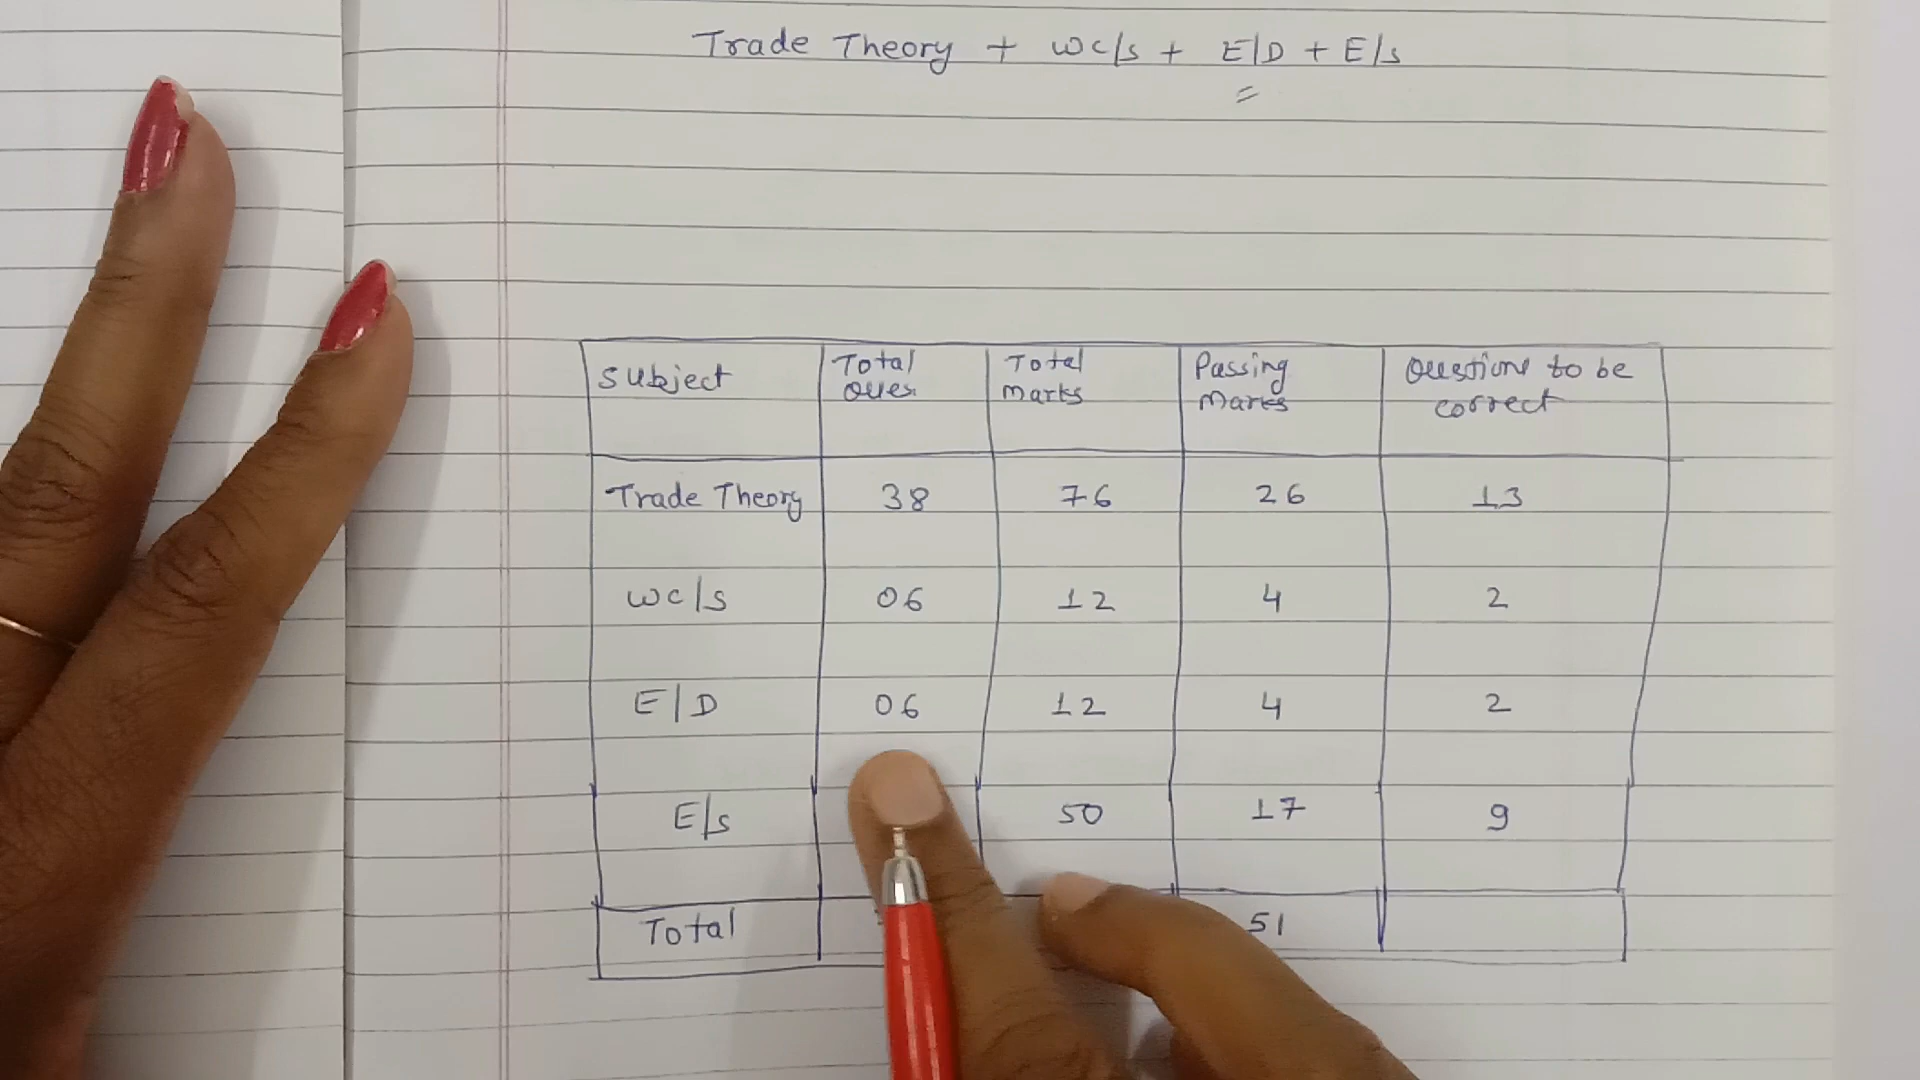 Trade Theory + WC/S + E/D + E/S
Subject Total Ques. Total Marks Passing Marks Questions to be correct
Trade Theory 38 76 26 13
WC/S 06 12 4 2
E/D 06 12 4 2
E/S 50 17 9
Total 51